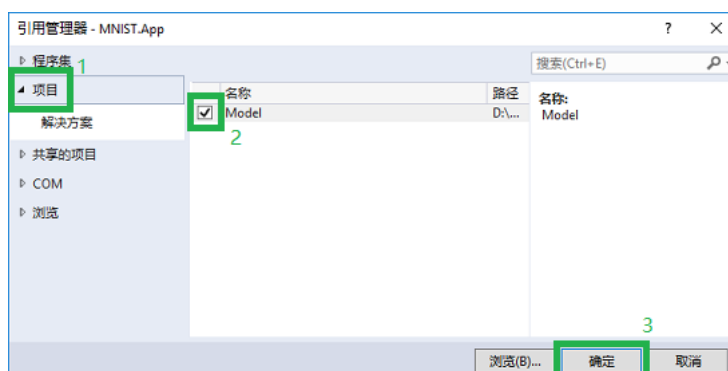 引用管理器 - MNIST.App
? ×
程序集
1
搜索(Ctrl+E)
项目
名称
路径
名称:
Model
D:\...
Model
解决方案
2
共享的项目
COM
浏览
3
浏览(B)...
确定
取消